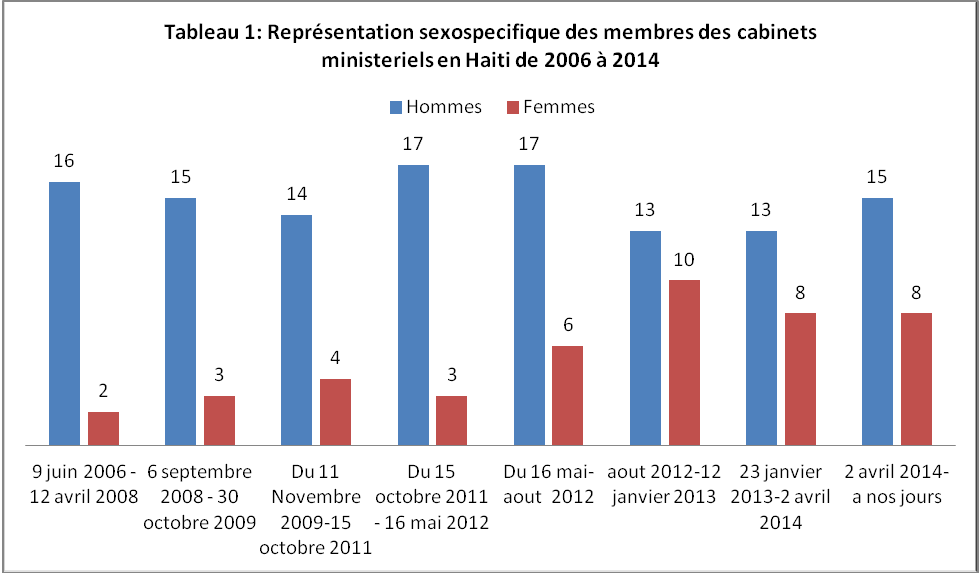 Tableau 1: Représentation sexospecifique des membres des cabinets
ministeriels en Haiti de 2006 à 2014
Hommes Femmes
16
2
15
3
14
4
17
3
17
6
13
10
13
8
15
8
9 juin 2006 -
12 avril 2008
6 septembre
2008 - 30
octobre 2009
Du 11
Novembre
2009-15
octobre 2011
Du 15
octobre 2011
- 16 mai 2012
Du 16 mai-
aout 2012
aout 2012-12
janvier 2013
23 janvier
2013-2 avril
2014
2 avril 2014-
a nos jours